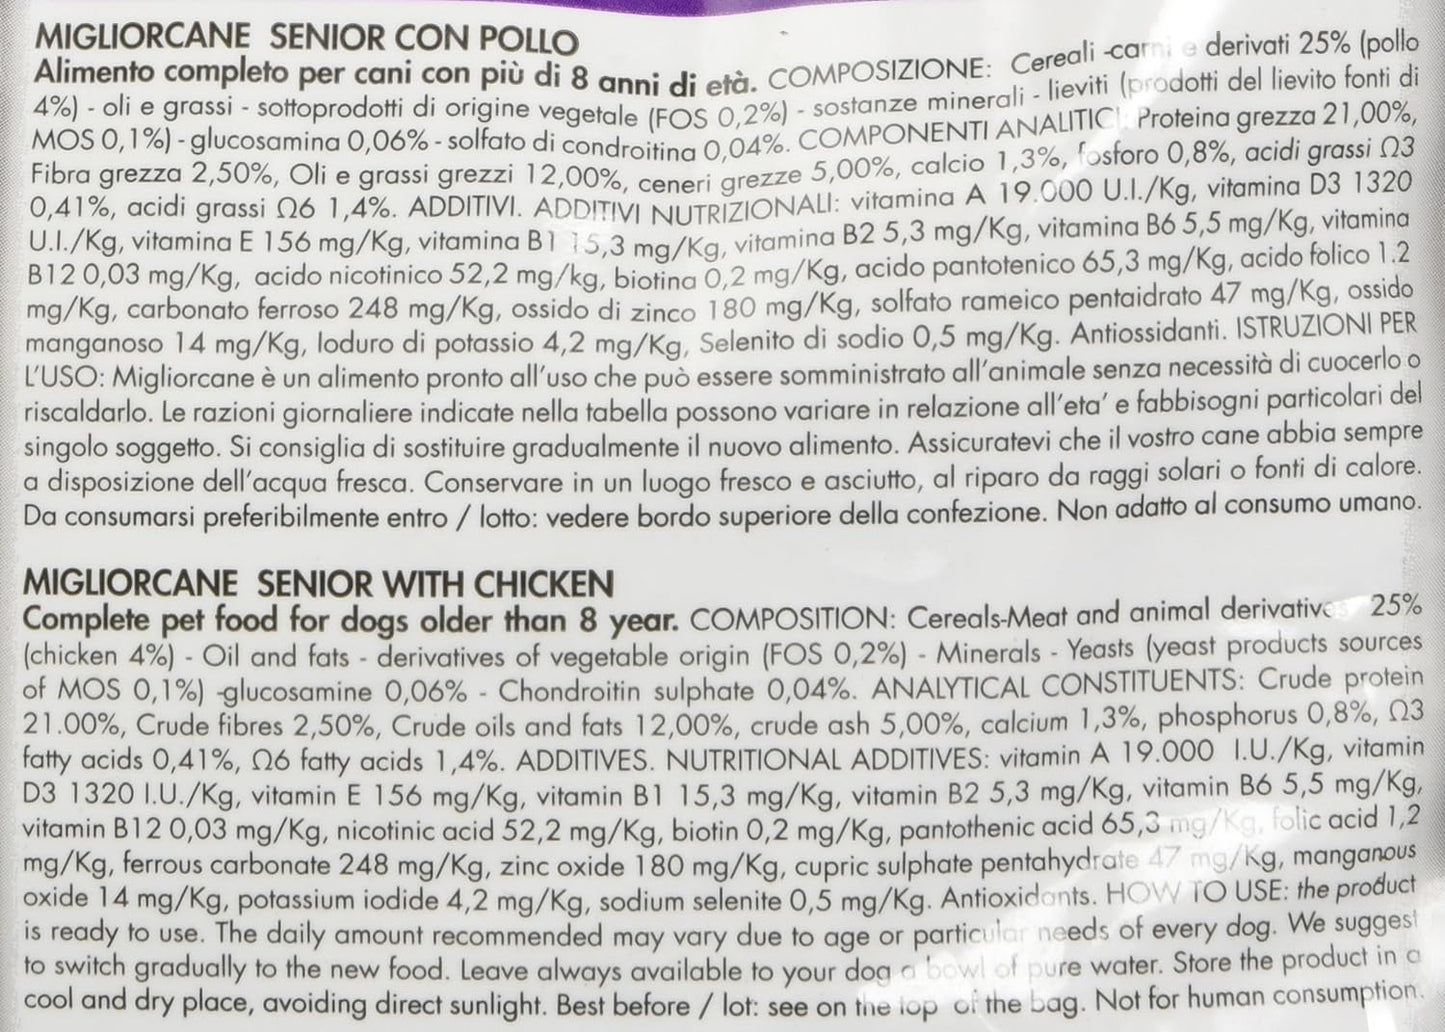 MIGLIORCANE SENIOR CON POLLO
Alimento completo per cani con più di 8 anni di età. COMPOSIZIONE: Cereali -carni e derivati 25% (pollo
4%) - oli e grassi - sottoprodotti di origine vegetale (FOS 0,2%) - sostanze minerali - lieviti (prodotti del lievito fonti di
MOS 0,1%) - glucosamina 0,06% - solfato di condroitina 0,04%. COMPONENTI ANALITICI: Proteina grezza 21,00%,
Fibra grezza 2,50%, Oli e grassi grezzi 12,00%, ceneri grezze 5,00%, calcio 1,3%, fosforo 0,8%, acidi grassi Ω3
0,41%, acidi grassi Ω6 1,4%. ADDITIVI. ADDITIVI NUTRIZIONALI: vitamina A 19.000 U.I./Kg, vitamina D3 1320
U.I./Kg, vitamina E 156 mg/Kg, vitamina B1 15,3 mg/Kg, vitamina B2 5,3 mg/Kg, vitamina B6 5,5 mg/Kg, vitamina
B12 0,03 mg/Kg, acido nicotinico 52,2 mg/kg, biotina 0,2 mg/Kg, acido pantotenico 65,3 mg/Kg, acido folico 1.2
mg/Kg, carbonato ferroso 248 mg/Kg, ossido di zinco 180 mg/Kg, solfato rameico pentaidrato 47 mg/Kg, ossido
manganoso 14 mg/Kg, Ioduro di potassio 4,2 mg/Kg, Selenito di sodio 0,5 mg/Kg. Antiossidanti. ISTRUZIONI PER
L'USO: Migliorcane è un alimento pronto all'uso che può essere somministrato all'animale senza necessità di cuocerlo o
riscaldarlo. Le razioni giornaliere indicate nella tabella possono variare in relazione all'eta' e fabbisogni particolari del
singolo soggetto. Si consiglia di sostituire gradualmente il nuovo alimento. Assicuratevi che il vostro cane abbia sempre
a disposizione dell'acqua fresca. Conservare in un luogo fresco e asciutto, al riparo da raggi solari o fonti di calore.
Da consumarsi preferibilmente entro / lotto: vedere bordo superiore della confezione. Non adatto al consumo umano.
MIGLIORCANE SENIOR WITH CHICKEN
Complete pet food for dogs older than 8 year. COMPOSITION: Cereals-Meat and animal derivatives 25%
(chicken 4%) - Oil and fats - derivatives of vegetable origin (FOS 0,2%) - Minerals - Yeasts (yeast products sources
of MOS 0,1%) -glucosamine 0,06% - Chondroitin sulphate 0,04%. ANALYTICAL CONSTITUENTS: Crude protein
21.00%, Crude fibres 2,50%, Crude oils and fats 12,00%, crude ash 5,00%, calcium 1,3%, phosphorus 0,8%, Ω3
fatty acids 0,41%, Ω6 fatty acids 1,4%. ADDITIVES. NUTRITIONAL ADDITIVES: vitamin A 19.000 I.U./Kg, vitamin
D3 1320 I.U./Kg, vitamin E 156 mg/Kg, vitamin B1 15,3 mg/Kg, vitamin B2 5,3 mg/Kg, vitamin B6 5,5 mg/Kg,
vitamin B12 0,03 mg/Kg, nicotinic acid 52,2 mg/Kg, biotin 0,2 mg/Kg, pantothenic acid 65,3 mg/Kg, folic acid 1,2
mg/Kg, ferrous carbonate 248 mg/Kg, zinc oxide 180 mg/Kg, cupric sulphate pentahydrate 47 mg/Kg, manganous
oxide 14 mg/Kg, potassium iodide 4,2 mg/Kg, sodium selenite 0,5 mg/Kg. Antioxidants. HOW TO USE: the product
is ready to use. The daily amount recommended may vary due to age or particular needs of every dog. We suggest
to switch gradually to the new food. Leave always available to your dog a bowl of pure water. Store the product in a
cool and dry place, avoiding direct sunlight. Best before / lot: see on the top of the bag. Not for human consumption.